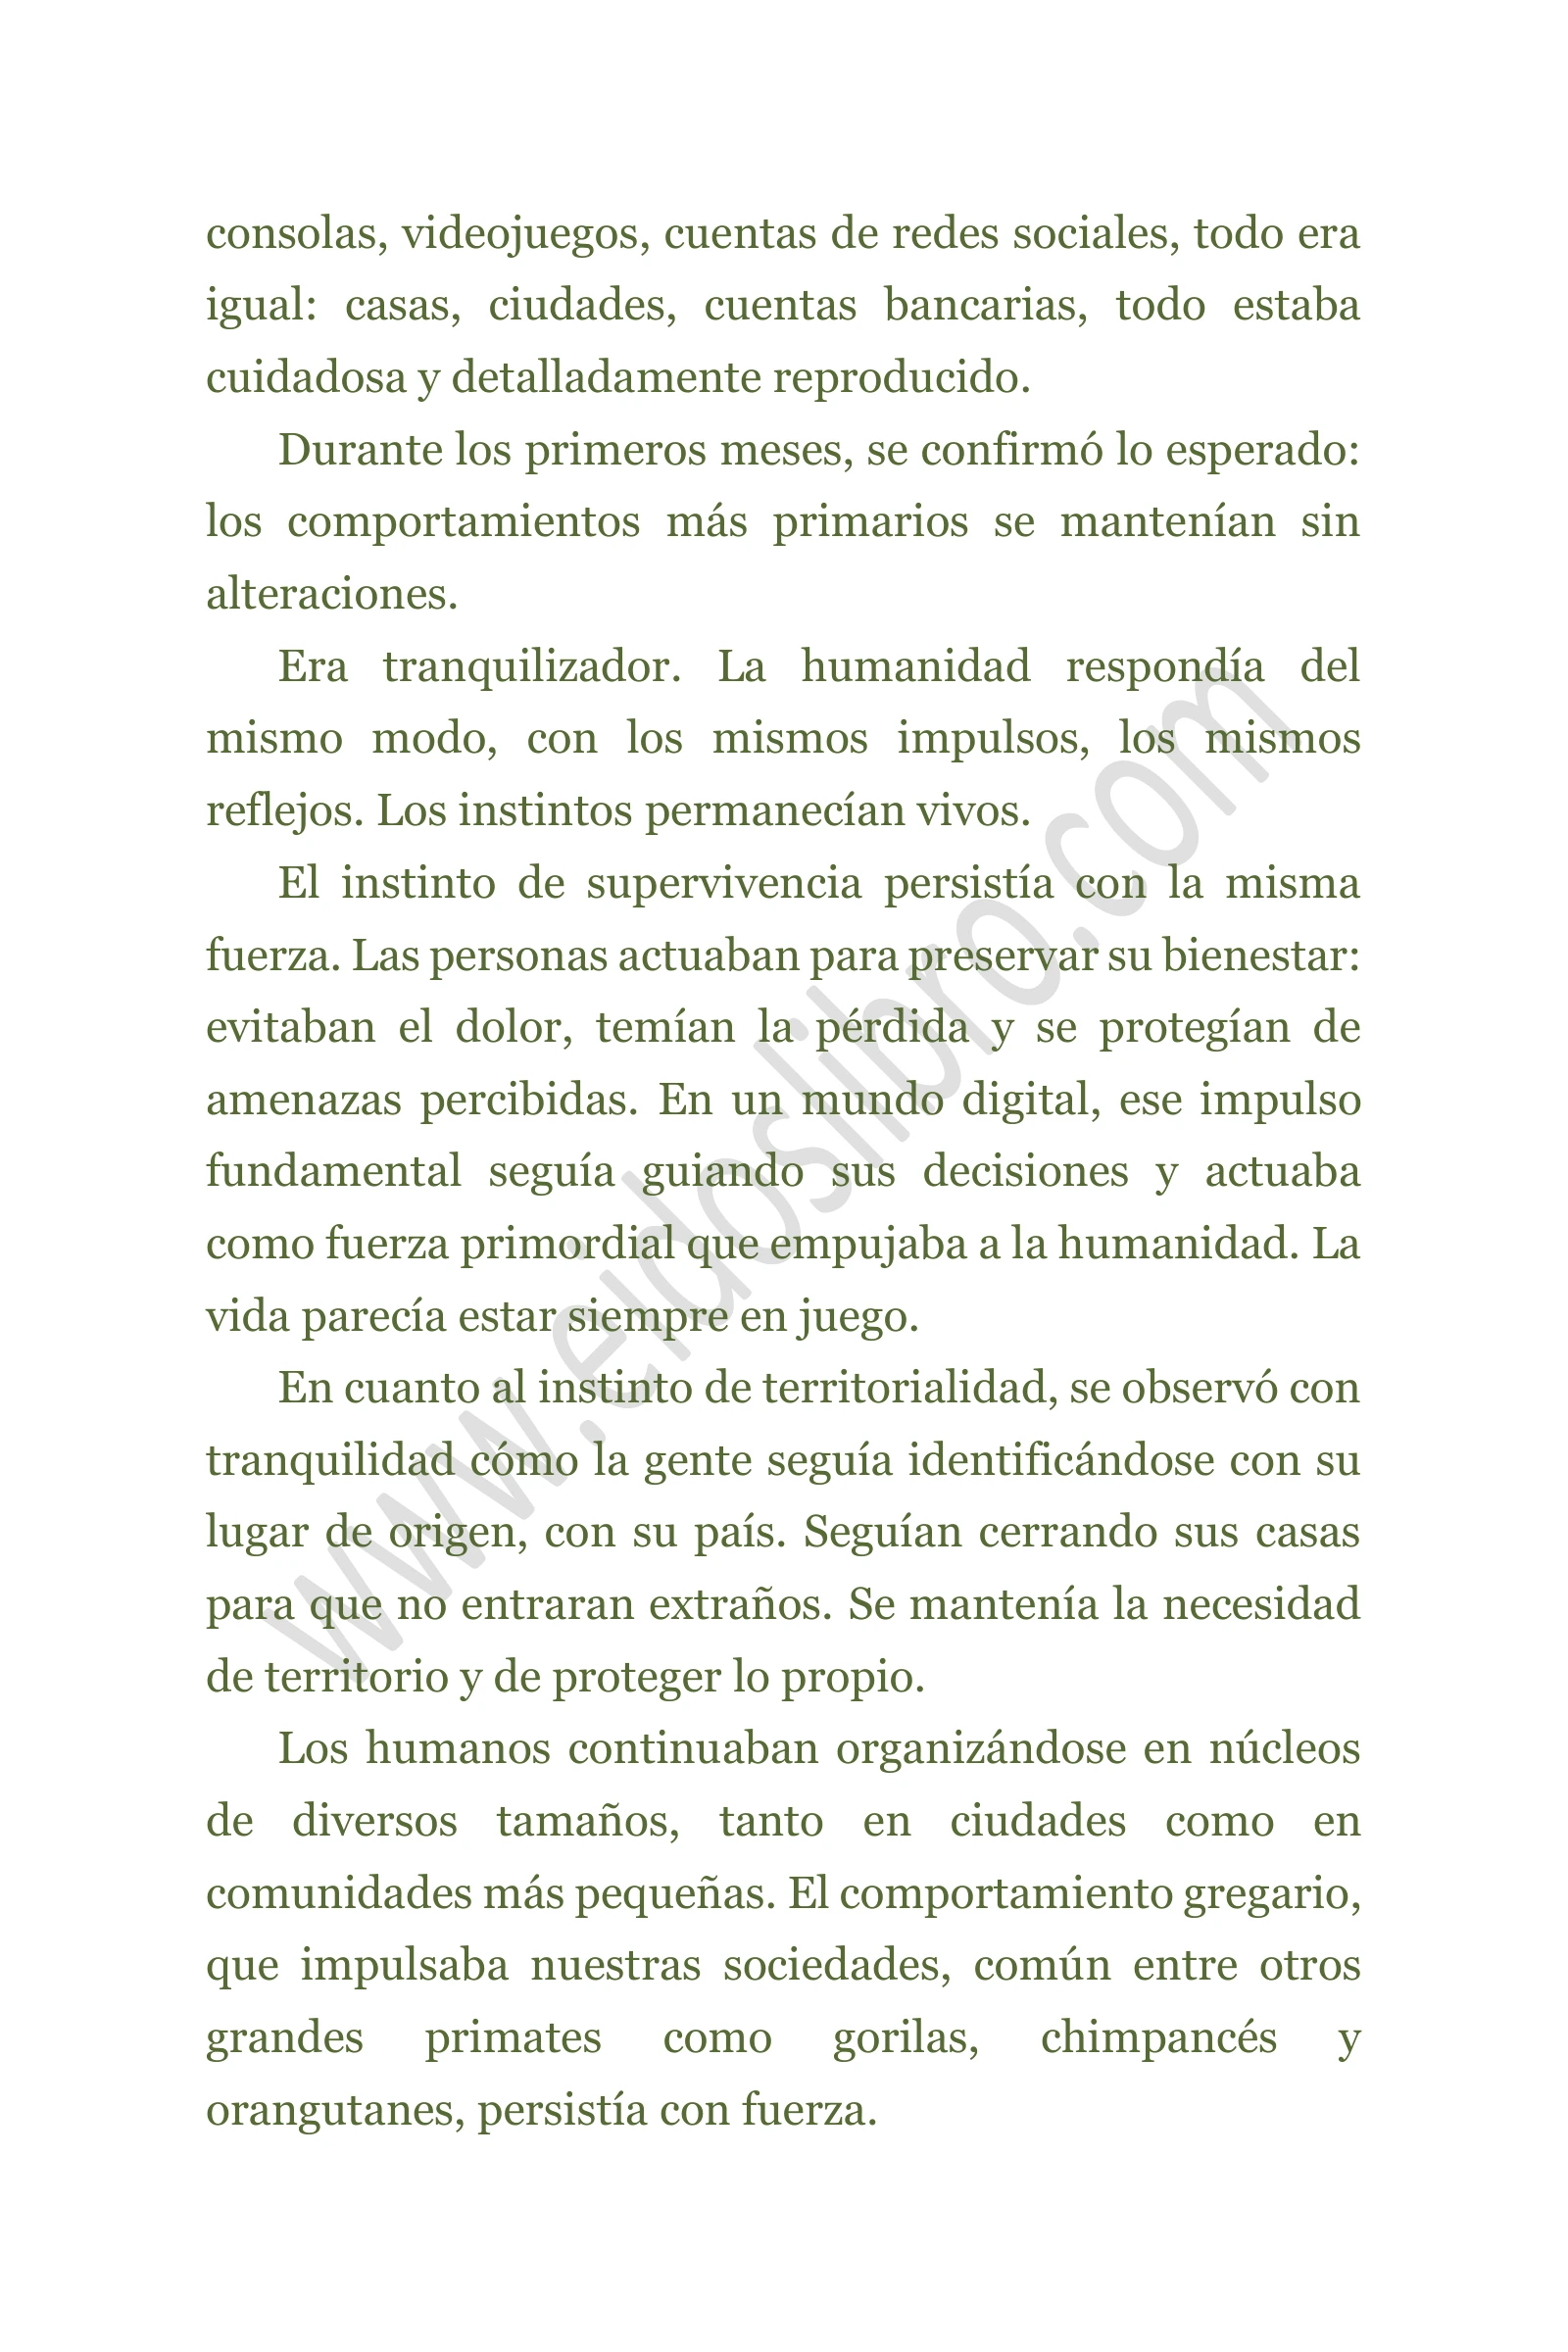 consolas, videojuegos, cuentas de redes sociales, todo era
igual: casas, ciudades, cuentas bancarias, todo estaba
cuidadosa y detalladamente reproducido.
Durante los primeros meses, se confirmó lo esperado:
los comportamientos más primarios se mantenían sin
alteraciones.
Era tranquilizador. La humanidad respondía del
mismo modo, con los mismos impulsos, los mismos
reflejos. Los instintos permanecían vivos.
El instinto de supervivencia persistía con la misma
fuerza. Las personas actuaban para preservar su bienestar:
evitaban el dolor, temían la pérdida y se protegían de
amenazas percibidas. En un mundo digital, ese impulso
fundamental seguía guiando sus decisiones y actuaba
como fuerza primordial que empujaba a la humanidad. La
vida parecía estar siempre en juego.
En cuanto al instinto de territorialidad, se observó con
tranquilidad cómo la gente seguía identificándose con su
lugar de origen, con su país. Seguían cerrando sus casas
para que no entraran extraños. Se mantenía la necesidad
de territorio y de proteger lo propio.
Los humanos continuaban organizándose en núcleos
de diversos tamaños, tanto en ciudades como en
comunidades más pequeñas. El comportamiento gregario,
que impulsaba nuestras sociedades, común entre otros
grandes primates como gorilas, chimpancés y
orangutanes, persistía con fuerza.
www.eidoslibro.com